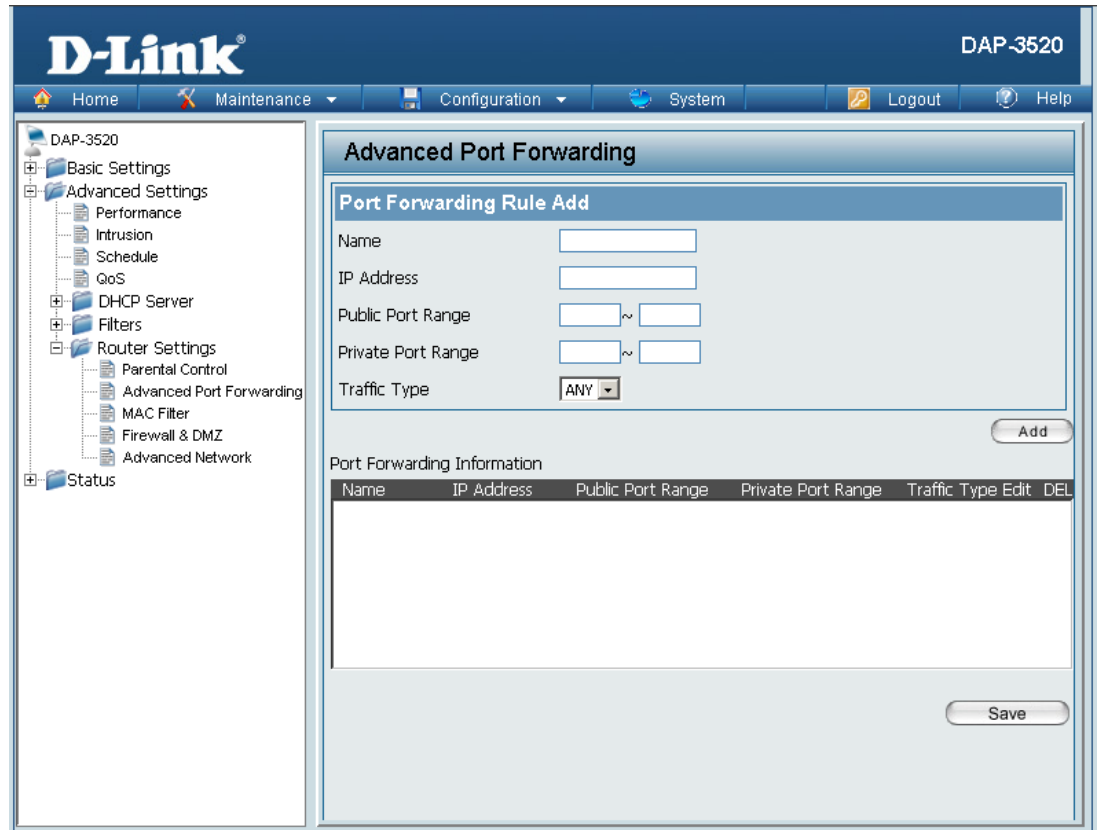 D-Link®
DAP-3520
Home Maintenance Configuration System Logout Help
DAP-3520
Basic Settings
Advanced Settings
Performance
Intrusion
Schedule
QoS
DHCP Server
Filters
Router Settings
Parental Control
Advanced Port Forwarding
MAC Filter
Firewall & DMZ
Advanced Network
Status
Advanced Port Forwarding
Port Forwarding Rule Add
Name
IP Address
Public Port Range ~
Private Port Range ~
Traffic Type ANY
Add
Port Forwarding Information
Name IP Address Public Port Range Private Port Range Traffic Type Edit DEL
Save